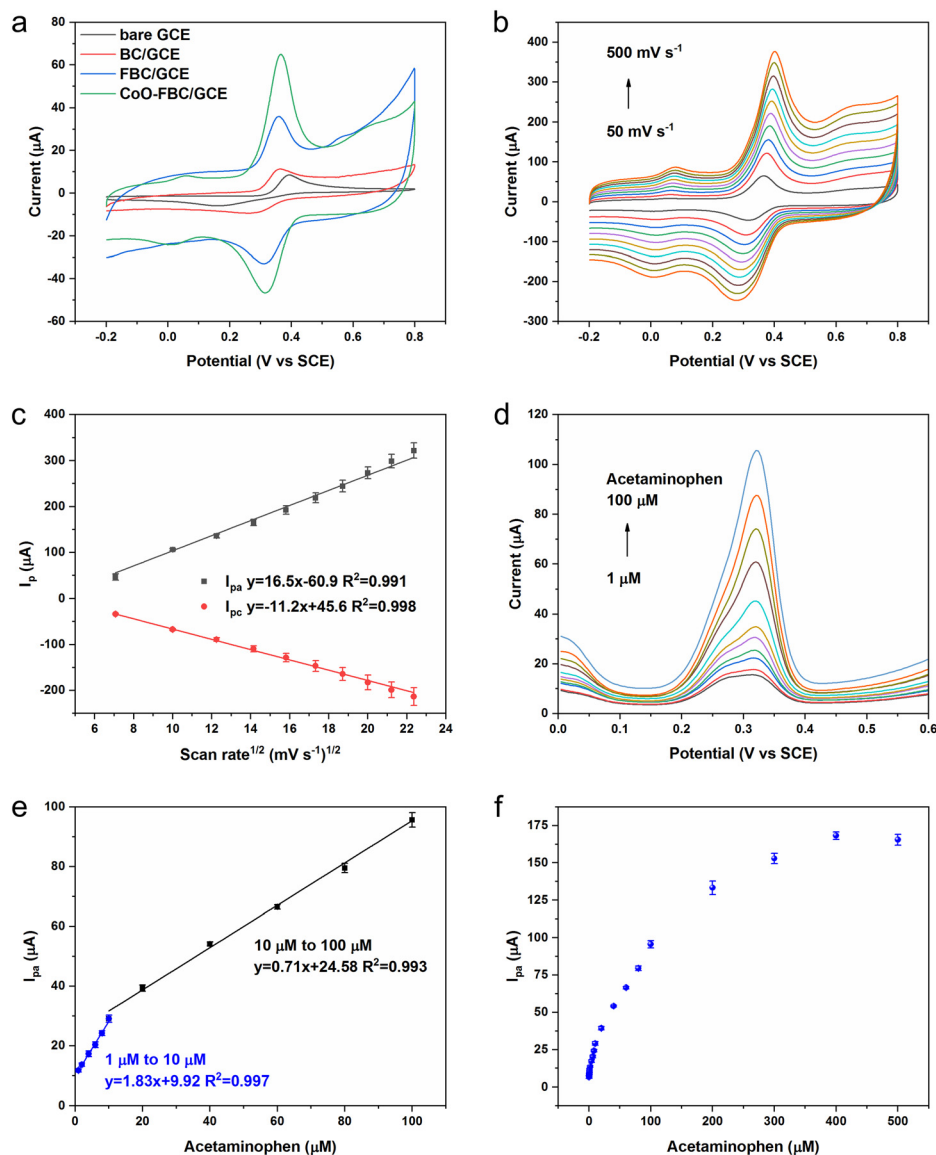 a
bare GCE
BC/GCE
FBC/GCE
CoO-FBC/GCE
80
60
40
20
0
-20
-40
-60
Current (µA)
-0.2 0.0 0.2 0.4 0.6 0.8
Potential (V vs SCE)
b
500 mV s⁻¹
50 mV s⁻¹
450
400
300
200
100
0
-100
-200
-300
Current (µA)
-0.2 0.0 0.2 0.4 0.6 0.8
Potential (V vs SCE)
c
400
300
200
100
0
-100
-200
Iₚ (µA)
Ipa y=16.5x-60.9 R²=0.991
Ipc y=-11.2x+45.6 R²=0.998
6 8 10 12 14 16 18 20 22 24
Scan rate¹ᐟ² (mV s⁻¹)¹ᐟ²
d
120
100
80
60
40
20
0
Current (µA)
Acetaminophen
100 µM
1 µM
0.0 0.1 0.2 0.3 0.4 0.5 0.6
Potential (V vs SCE)
e
100
80
60
40
20
0
Ipa (µA)
10 µM to 100 µM
y=0.71x+24.58 R²=0.993
1 µM to 10 µM
y=1.83x+9.92 R²=0.997
0 20 40 60 80 100
Acetaminophen (µM)
f
175
150
125
100
75
50
25
0
Ipa (µA)
0 100 200 300 400 500
Acetaminophen (µM)